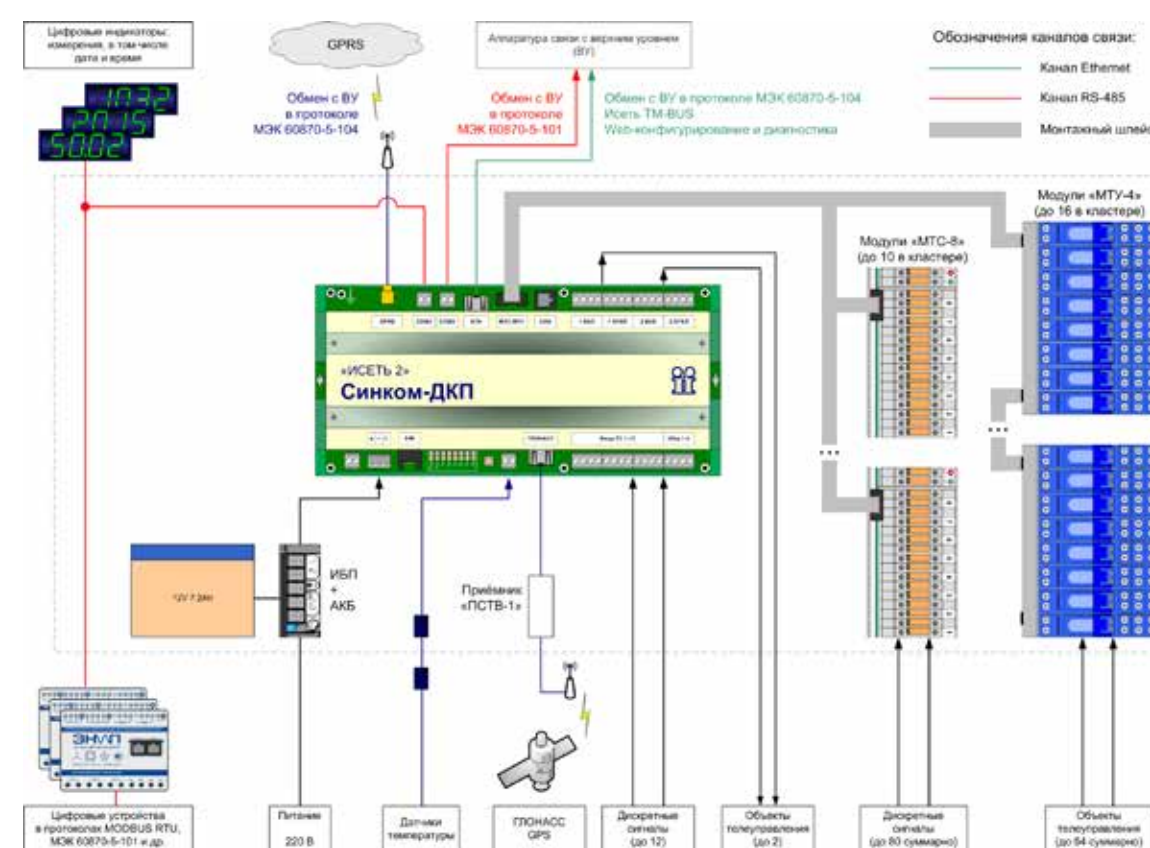 Цифровые индикаторы:
измерения, в том числе
дата и время
10:32
20.15
50.02
GPRS
Аппаратура связи с верхним уровнем
(ВУ)
Обозначения каналов связи:
Канал Ethernet
Канал RS-485
Монтажный шлейф
Обмен с ВУ
в протоколе
МЭК 60870-5-104
Обмен с ВУ
в протоколе
МЭК 60870-5-101
Обмен с ВУ в протоколе МЭК 60870-5-104
Исеть TM-BUS
Web-конфигурирование и диагностика
Модули «МТУ-4»
(до 16 в кластере)
Модули «МТС-8»
(до 10 в кластере)
«ИСЕТЬ 2»
Синком-ДКП
...
...
12V 7.2Ah
ИБП
+
АКБ
Приёмник
«ПСТВ-1»
ЭНИП
Цифровые устройства
в протоколах MODBUS RTU,
МЭК 60870-5-101 и др.
Питание
220 В
Датчики
температуры
ГЛОНАСС
GPS
Дискретные
сигналы
(до 12)
Объекты
телеуправления
(до 2)
Дискретные
сигналы
(до 80 суммарно)
Объекты
телеуправления
(до 64 суммарно)